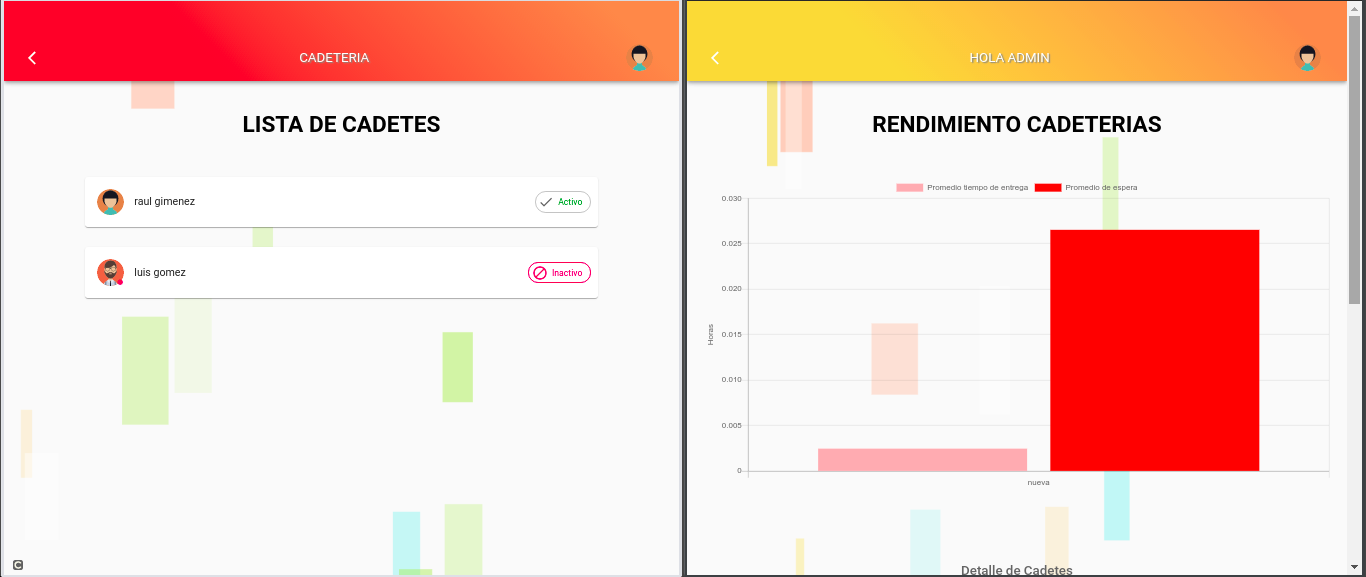 CADETERIA
LISTA DE CADETES
raul gimenez
Activo
luis gomez
Inactivo
C
HOLA ADMIN
RENDIMIENTO CADETERIAS
Promedio tiempo de entrega
Promedio de espera
Horas
0.030
0.025
0.020
0.015
0.010
0.005
0
nueva
Detalle de Cadetes